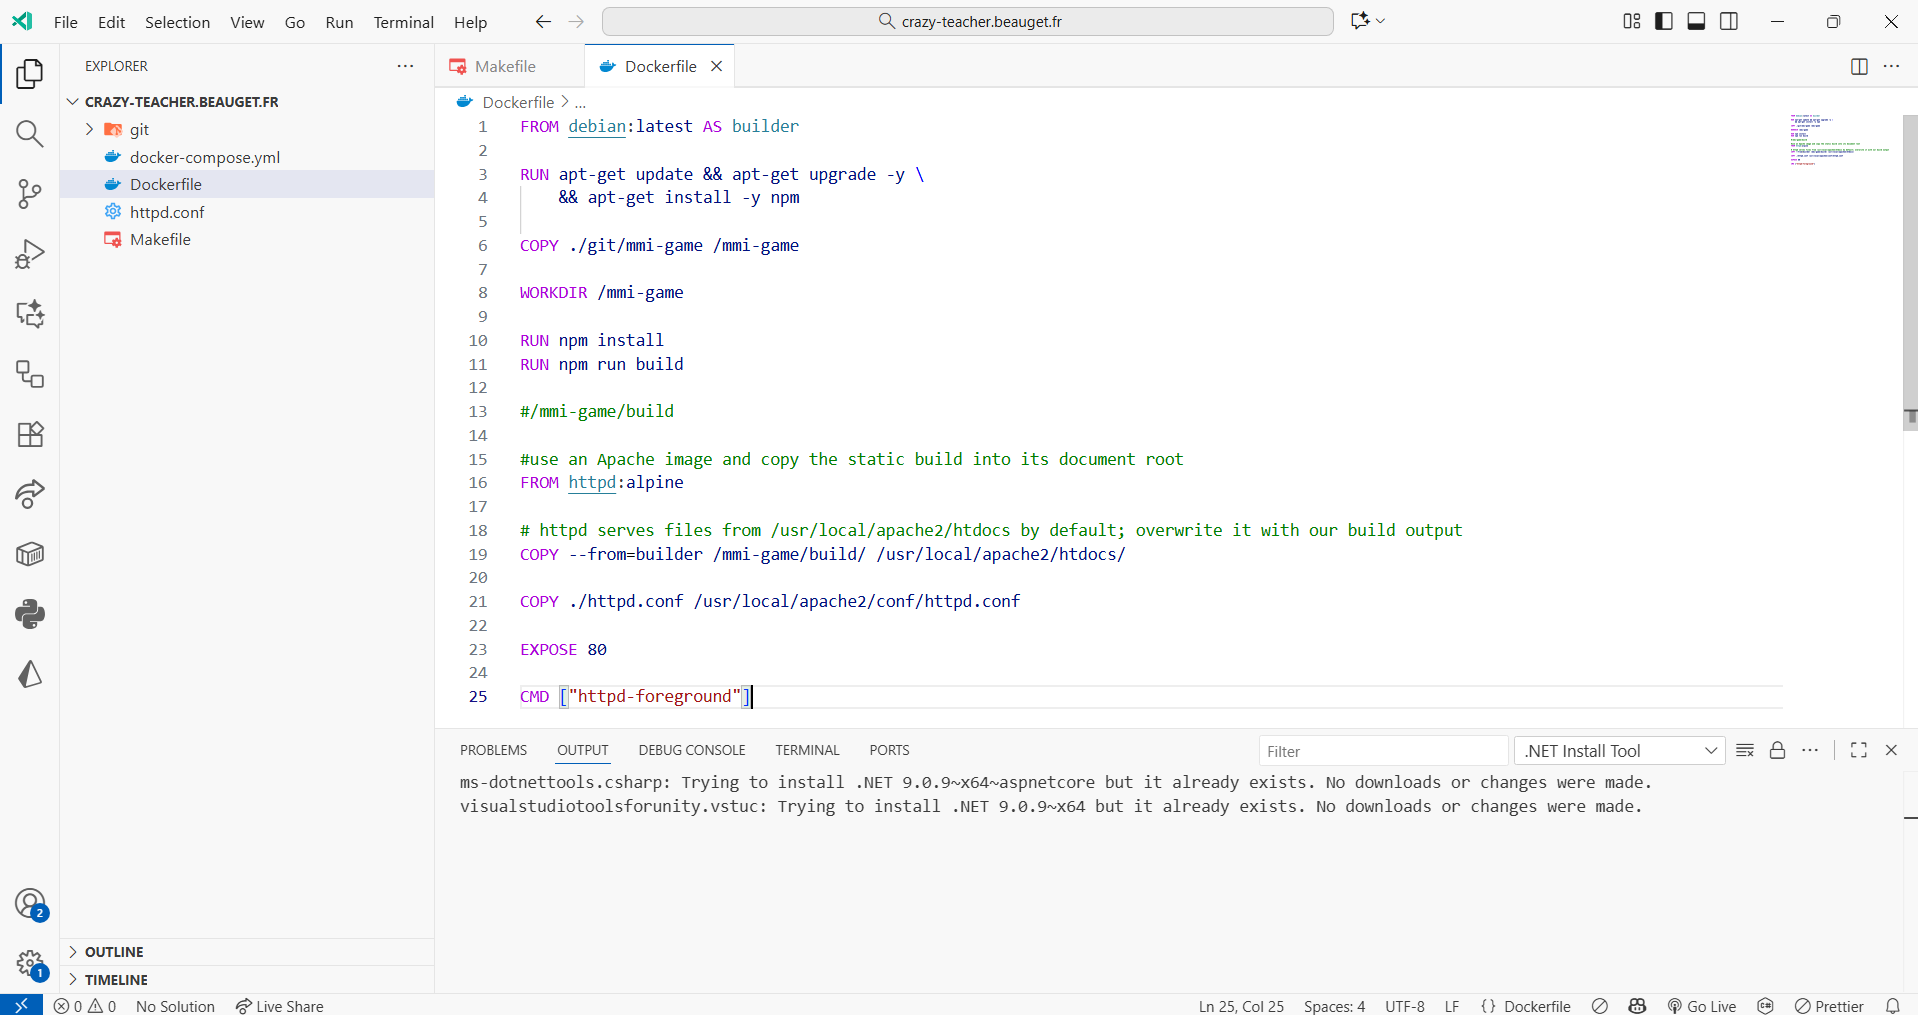 File Edit Selection View Go Run Terminal Help
crazy-teacher.beauget.fr
EXPLORER
CRAZY-TEACHER.BEAUGET.FR
git
docker-compose.yml
Dockerfile
httpd.conf
Makefile
OUTLINE
TIMELINE
Makefile
Dockerfile
Dockerfile > ...
1 FROM debian:latest AS builder
2
3 RUN apt-get update && apt-get upgrade -y \
4 && apt-get install -y npm
5
6 COPY ./git/mmi-game /mmi-game
7
8 WORKDIR /mmi-game
9
10 RUN npm install
11 RUN npm run build
12
13 #/mmi-game/build
14
15 #use an Apache image and copy the static build into its document root
16 FROM httpd:alpine
17
18 # httpd serves files from /usr/local/apache2/htdocs by default; overwrite it with our build output
19 COPY --from=builder /mmi-game/build/ /usr/local/apache2/htdocs/
20
21 COPY ./httpd.conf /usr/local/apache2/conf/httpd.conf
22
23 EXPOSE 80
24
25 CMD ["httpd-foreground"]
PROBLEMS OUTPUT DEBUG CONSOLE TERMINAL PORTS
Filter
.NET Install Tool
ms-dotnettools.csharp: Trying to install .NET 9.0.9~x64~aspnetcore but it already exists. No downloads or changes were made.
visualstudiotoolsforunity.vstuc: Trying to install .NET 9.0.9~x64 but it already exists. No downloads or changes were made.
2
1
0 0 No Solution Live Share
Ln 25, Col 25 Spaces: 4 UTF-8 LF {} Dockerfile Go Live Prettier